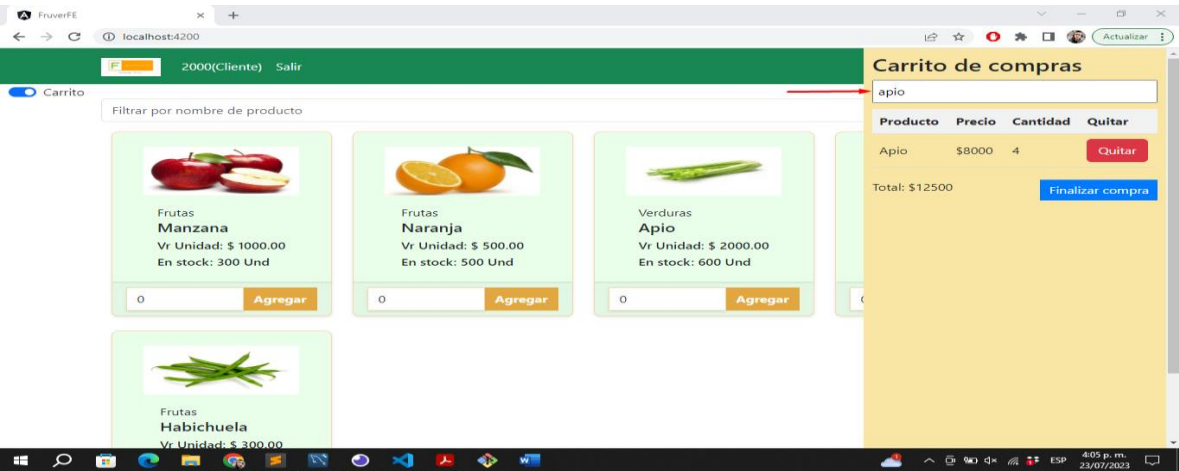 FruverFE
localhost:4200
Actualizar
F
2000(Cliente) Salir
Carrito
Filtrar por nombre de producto
Frutas
Manzana
Vr Unidad: $ 1000.00
En stock: 300 Und
0 Agregar
Frutas
Naranja
Vr Unidad: $ 500.00
En stock: 500 Und
0 Agregar
Verduras
Apio
Vr Unidad: $ 2000.00
En stock: 600 Und
0 Agregar
Frutas
Habichuela
Vr Unidad: $ 300.00
Carrito de compras
apio
Producto Precio Cantidad Quitar
Apio $8000 4 Quitar
Total: $12500 Finalizar compra
ESP
4:05 p. m.
23/07/2023